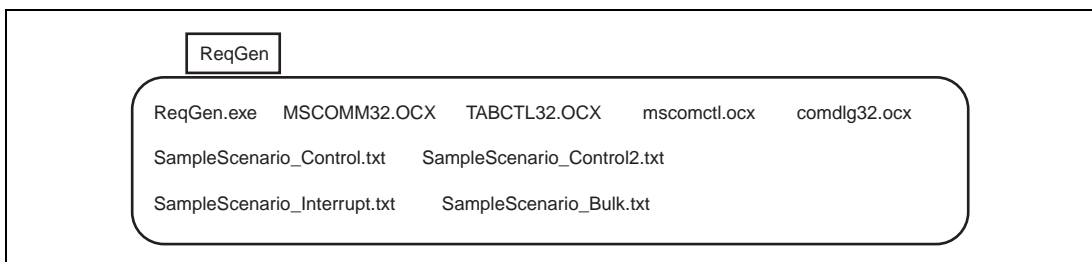 ReqGen
ReqGen.exe MSCOMM32.OCX TABCTL32.OCX mscomctl.ocx comdlg32.ocx
SampleScenario_Control.txt SampleScenario_Control2.txt
SampleScenario_Interrupt.txt SampleScenario_Bulk.txt